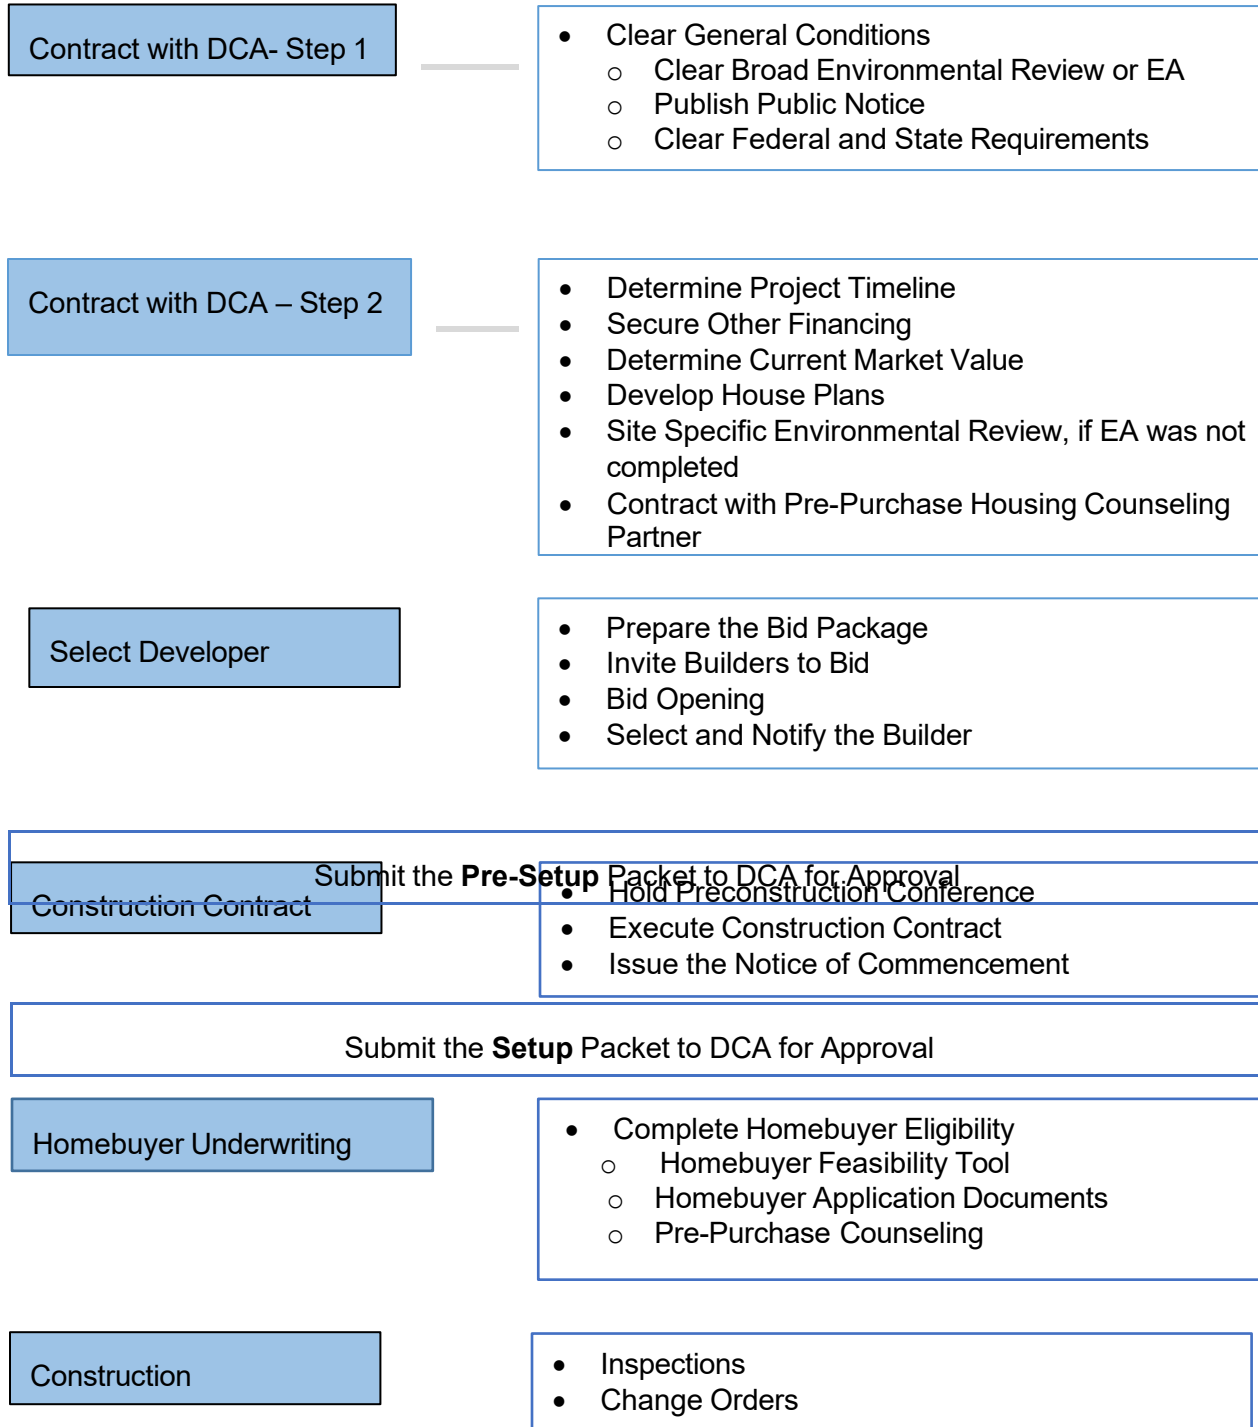 Contract with DCA- Step 1
• Clear General Conditions
o Clear Broad Environmental Review or EA
o Publish Public Notice
o Clear Federal and State Requirements
Contract with DCA – Step 2
• Determine Project Timeline
• Secure Other Financing
• Determine Current Market Value
• Develop House Plans
• Site Specific Environmental Review, if EA was not
completed
• Contract with Pre-Purchase Housing Counseling
Partner
Select Developer
• Prepare the Bid Package
• Invite Builders to Bid
• Bid Opening
• Select and Notify the Builder
Submit the Pre-Setup Packet to DCA for Approval
Construction Contract
• Hold Preconstruction Conference
• Execute Construction Contract
• Issue the Notice of Commencement
Submit the Setup Packet to DCA for Approval
Homebuyer Underwriting
• Complete Homebuyer Eligibility
o Homebuyer Feasibility Tool
o Homebuyer Application Documents
o Pre-Purchase Counseling
Construction
• Inspections
• Change Orders